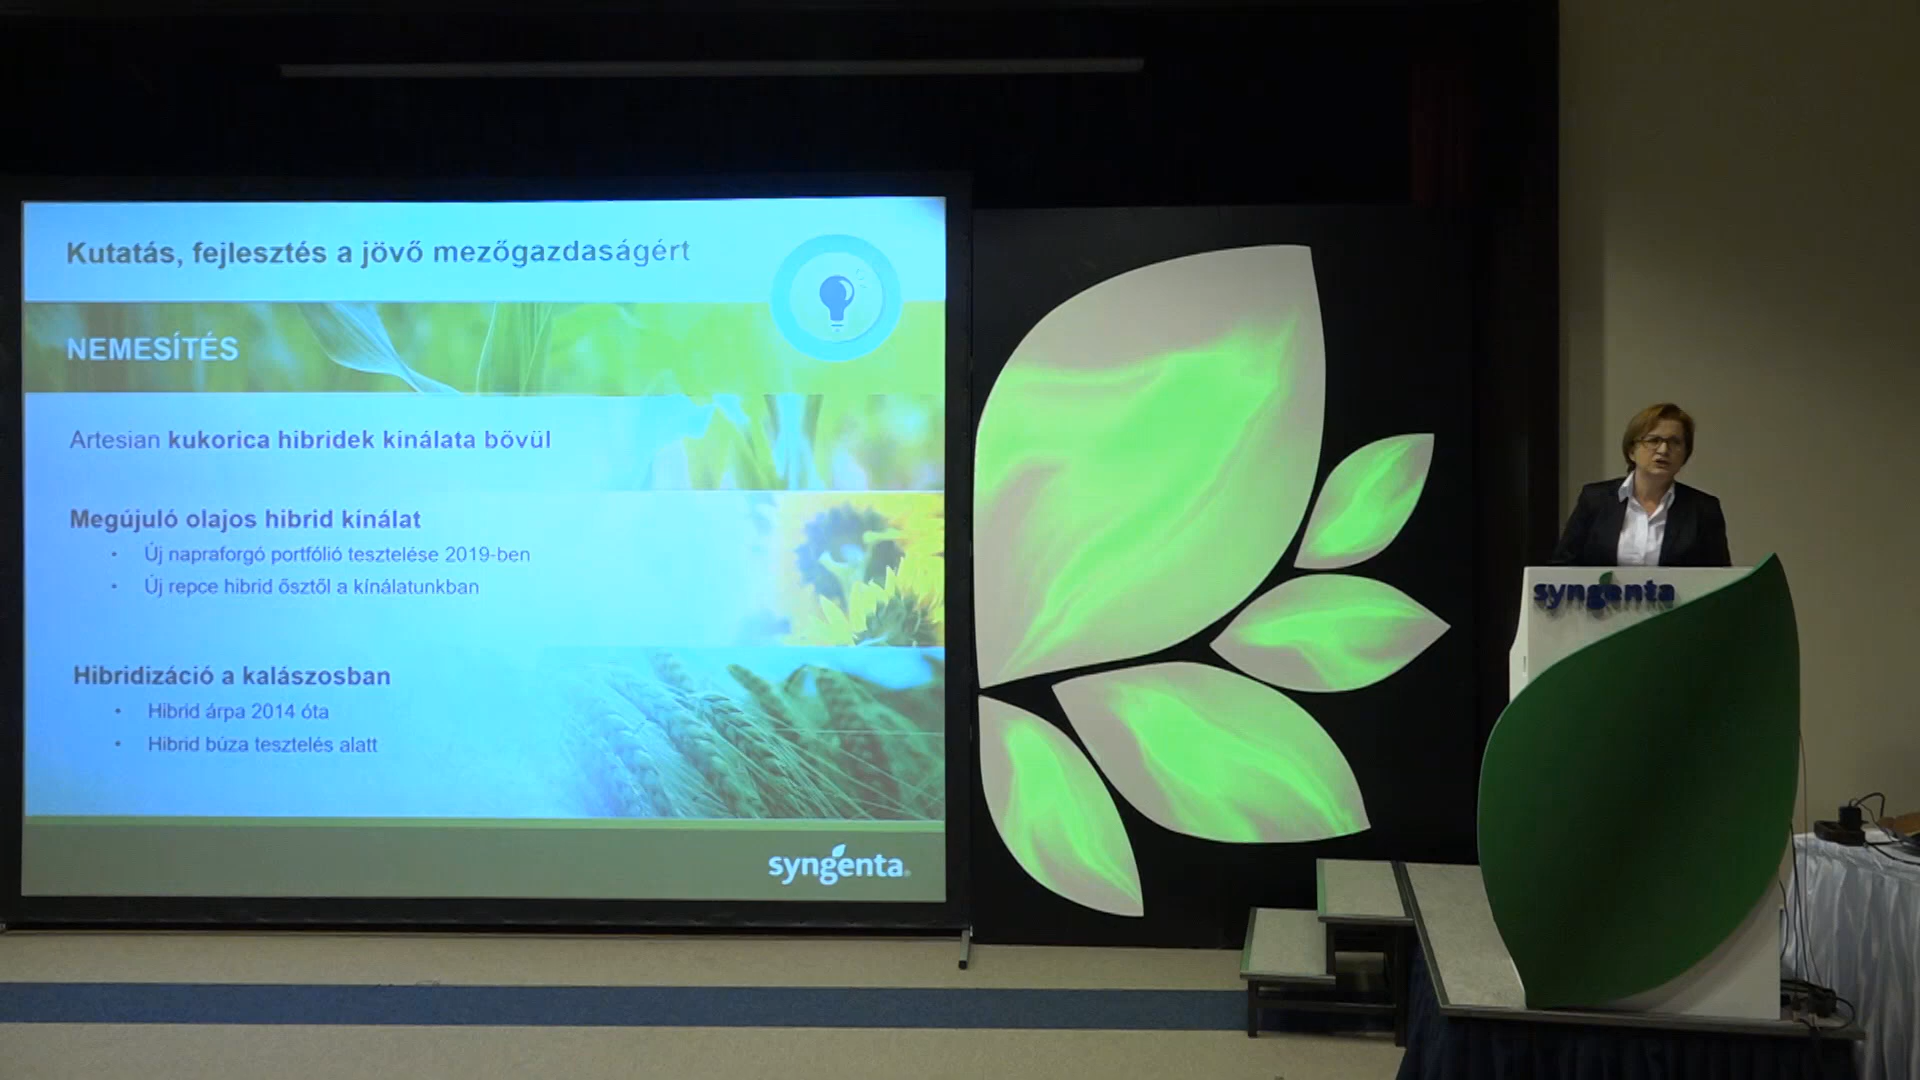 Kutatás, fejlesztés a jövő mezőgazdaságért
NEMESÍTÉS
Artesian kukorica hibridek kínálata bövül
Megújuló olajos hibrid kínálat
• Új napraforgó portfólió tesztelése 2019-ben
• Új repce hibrid ősztől a kínálatunkban
Hibridizáció a kalászosban
• Hibrid árpa 2014 óta
• Hibrid búza tesztelés alatt
syngenta
syngenta